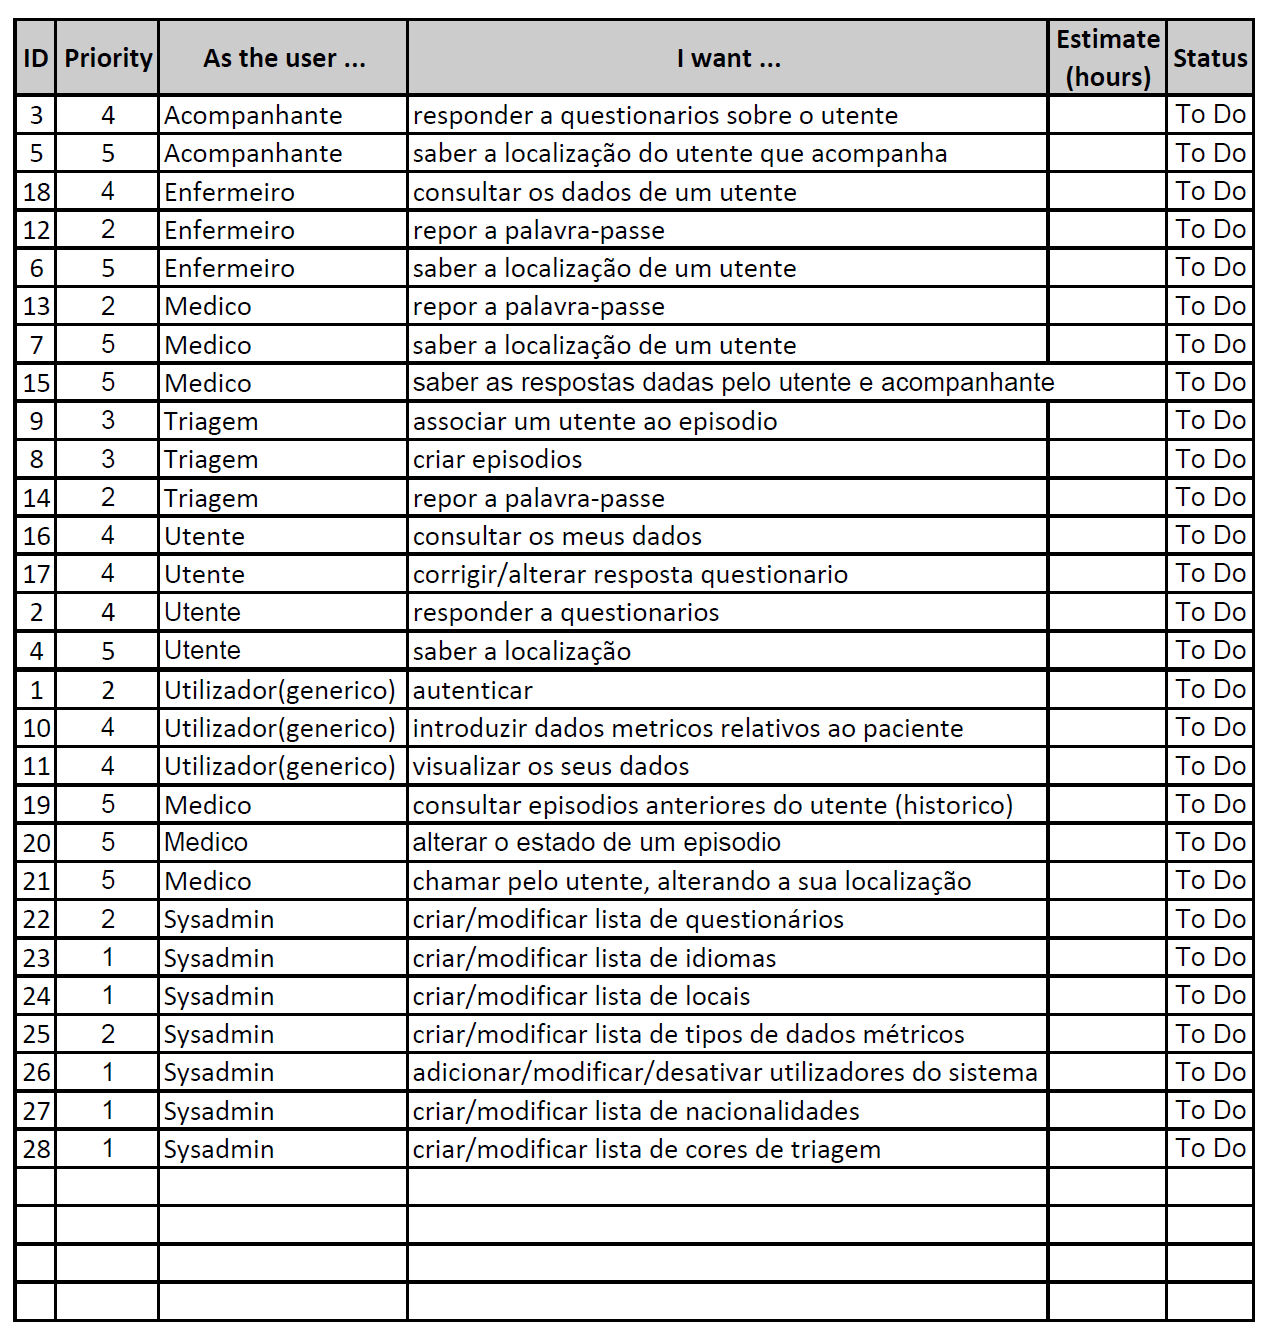 ID Priority As the user ... I want ... Estimate (hours) Status
3 4 Acompanhante responder a questionarios sobre o utente To Do
5 5 Acompanhante saber a localização do utente que acompanha To Do
18 4 Enfermeiro consultar os dados de um utente To Do
12 2 Enfermeiro repor a palavra-passe To Do
6 5 Enfermeiro saber a localização de um utente To Do
13 2 Medico repor a palavra-passe To Do
7 5 Medico saber a localização de um utente To Do
15 5 Medico saber as respostas dadas pelo utente e acompanhante To Do
9 3 Triagem associar um utente ao episodio To Do
8 3 Triagem criar episodios To Do
14 2 Triagem repor a palavra-passe To Do
16 4 Utente consultar os meus dados To Do
17 4 Utente corrigir/alterar resposta questionario To Do
2 4 Utente responder a questionarios To Do
4 5 Utente saber a localização To Do
1 2 Utilizador(generico) autenticar To Do
10 4 Utilizador(generico) introduzir dados metricos relativos ao paciente To Do
11 4 Utilizador(generico) visualizar os seus dados To Do
19 5 Medico consultar episodios anteriores do utente (historico) To Do
20 5 Medico alterar o estado de um episodio To Do
21 5 Medico chamar pelo utente, alterando a sua localização To Do
22 2 Sysadmin criar/modificar lista de questionários To Do
23 1 Sysadmin criar/modificar lista de idiomas To Do
24 1 Sysadmin criar/modificar lista de locais To Do
25 2 Sysadmin criar/modificar lista de tipos de dados métricos To Do
26 1 Sysadmin adicionar/modificar/desativar utilizadores do sistema To Do
27 1 Sysadmin criar/modificar lista de nacionalidades To Do
28 1 Sysadmin criar/modificar lista de cores de triagem To Do